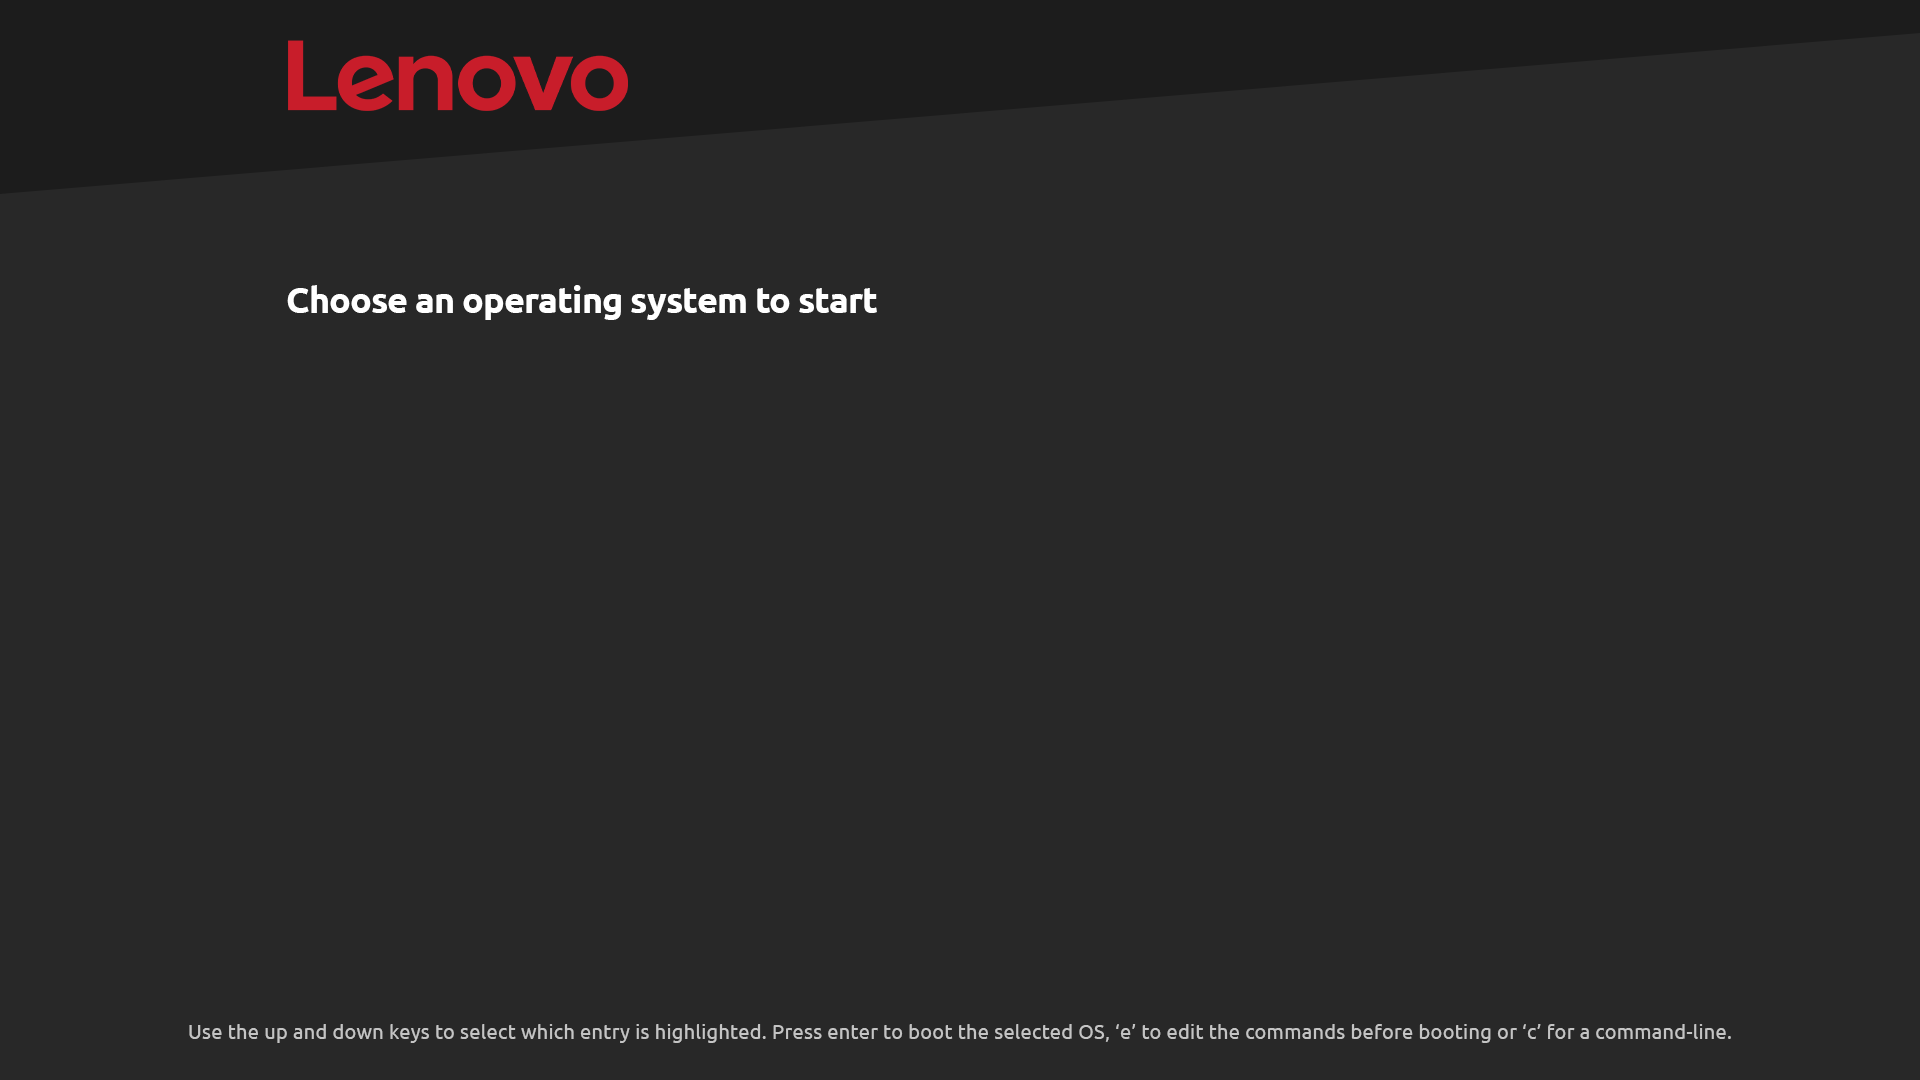 Lenovo
Choose an operating system to start
Use the up and down keys to select which entry is highlighted. Press enter to boot the selected OS, ‘e’ to edit the commands before booting or ‘c’ for a command-line.